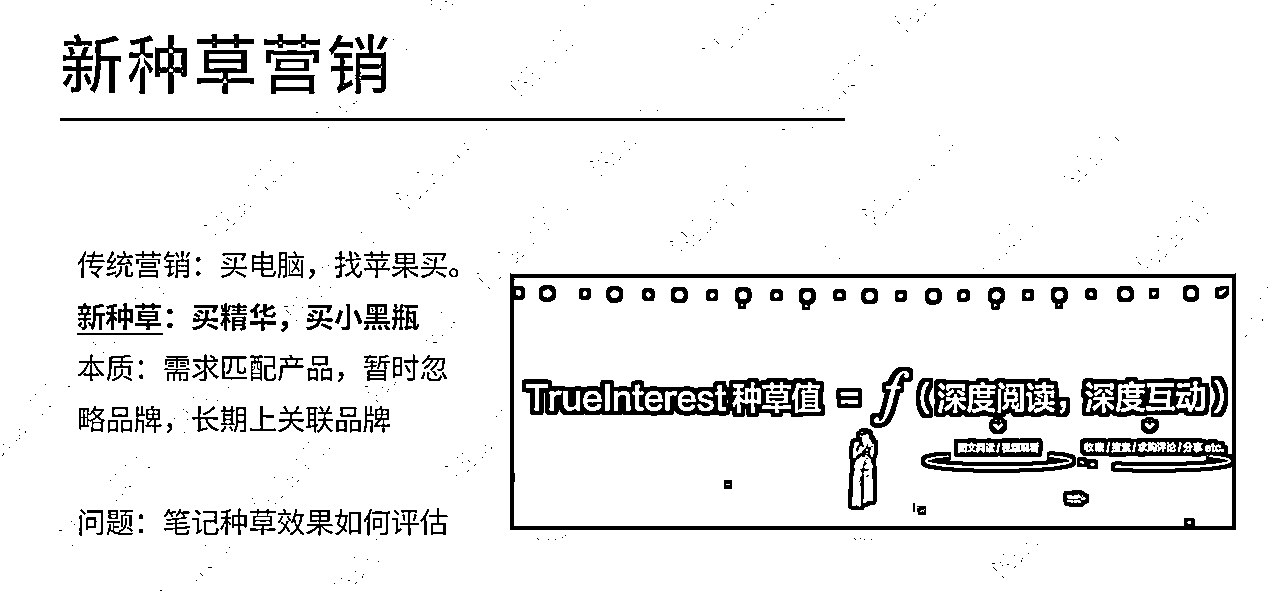 新种草营销
传统营销：买电脑，找苹果买。
新种草：买精华，买小黑瓶
本质：需求匹配产品，暂时忽
略品牌，长期上关联品牌
问题：笔记种草效果如何评估
TrueInterest种草值 = f（深度阅读，深度互动）
图文阅读/视频观看
收藏/搜索/求购评论/分享 etc.